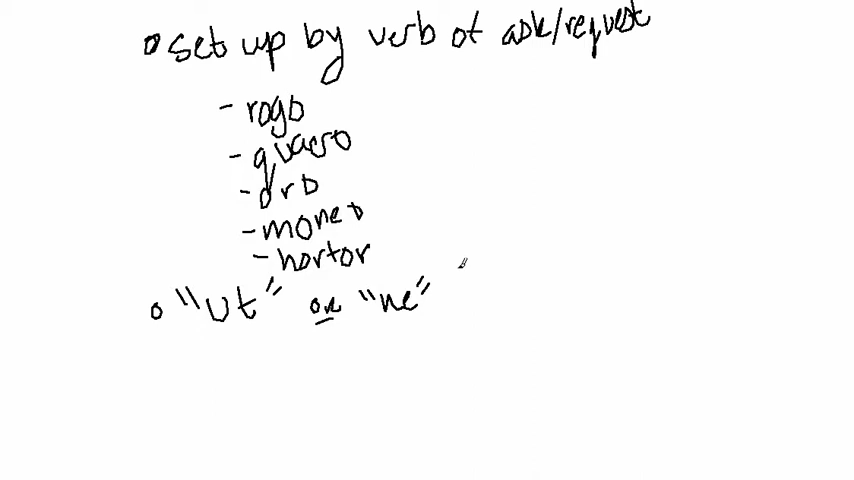 o set up by verb of ask/request
- rogo
- quaero
- oro
- moneo
- hortor
o "ut" or "ne"